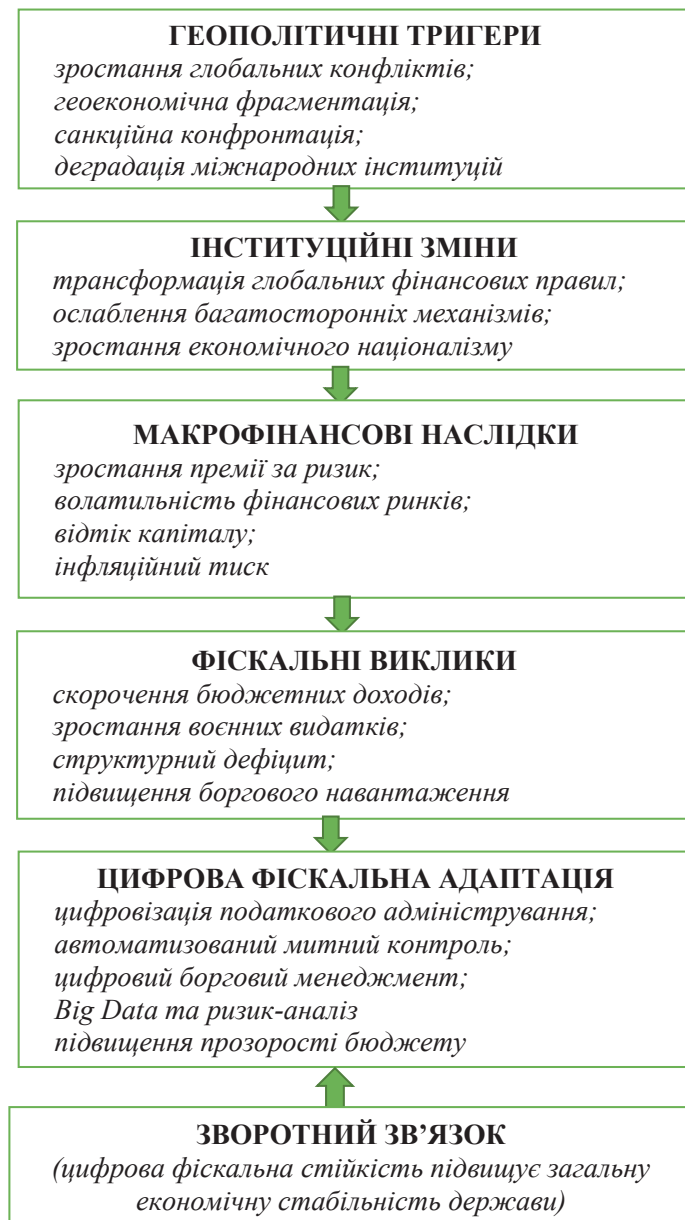 ГЕОПОЛІТИЧНІ ТРИГЕРИ
зростання глобальних конфліктів;
геоекономічна фрагментація;
санкційна конфронтація;
деградація міжнародних інституцій
ІНСТИТУЦІЙНІ ЗМІНИ
трансформація глобальних фінансових правил;
ослаблення багатосторонніх механізмів;
зростання економічного націоналізму
МАКРОФІНАНСОВІ НАСЛІДКИ
зростання премії за ризик;
волатильність фінансових ринків;
відтік капіталу;
інфляційний тиск
ФІСКАЛЬНІ ВИКЛИКИ
скорочення бюджетних доходів;
зростання воєнних видатків;
структурний дефіцит;
підвищення боргового навантаження
ЦИФРОВА ФІСКАЛЬНА АДАПТАЦІЯ
цифровізація податкового адміністрування;
автоматизований митний контроль;
цифровий борговий менеджмент;
Big Data та ризик-аналіз
підвищення прозорості бюджету
ЗВОРОТНИЙ ЗВ'ЯЗОК
(цифрова фіскальна стійкість підвищує загальну
економічну стабільність держави)